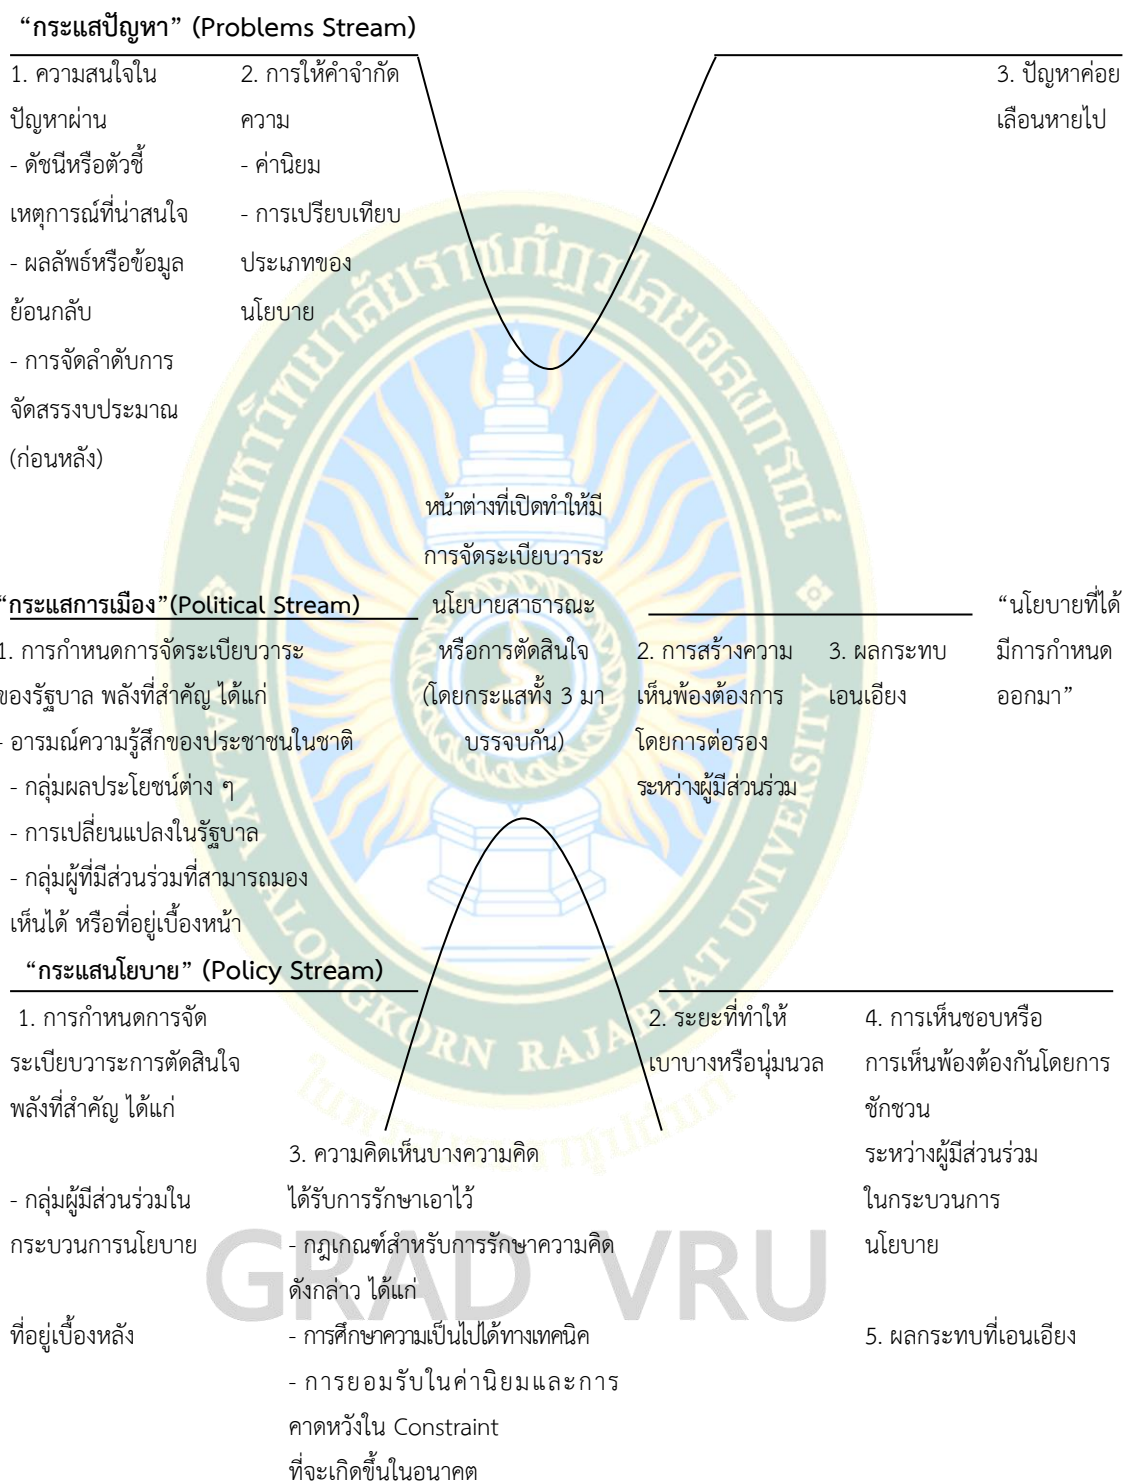 “กระแสปัญหา” (Problems Stream)
1. ความสนใจใน
ปัญหาผ่าน
- ดัชนีหรือตัวชี้
เหตุการณ์ที่น่าสนใจ
- ผลลัพธ์หรือข้อมูล
ย้อนกลับ
- การจัดลำดับการ
จัดสรรงบประมาณ
(ก่อนหลัง)
2. การให้คำจำกัด
ความ
- ค่านิยม
- การเปรียบเทียบ
ประเภทของ
นโยบาย
3. ปัญหาค่อย
เลือนหายไป
หน้าต่างที่เปิดทำให้มี
การจัดระเบียบวาระ
นโยบายสาธารณะ
หรือการตัดสินใจ
(โดยกระแสทั้ง 3 มา
บรรจบกัน)
“กระแสการเมือง”(Political Stream)
1. การกำหนดการจัดระเบียบวาระ
ของรัฐบาล พลังที่สำคัญ ได้แก่
- อารมณ์ความรู้สึกของประชาชนในชาติ
- กลุ่มผลประโยชน์ต่าง ๆ
- การเปลี่ยนแปลงในรัฐบาล
- กลุ่มผู้ที่มีส่วนร่วมที่สามารถมอง
เห็นได้ หรือที่อยู่เบื้องหน้า
2. การสร้างความ
เห็นพ้องต้องการ
โดยการต่อรอง
ระหว่างผู้มีส่วนร่วม
3. ผลกระทบ
เอนเอียง
“นโยบายที่ได้
มีการกำหนด
ออกมา”
“กระแสนโยบาย” (Policy Stream)
1. การกำหนดการจัด
ระเบียบวาระการตัดสินใจ
พลังที่สำคัญ ได้แก่
- กลุ่มผู้มีส่วนร่วมใน
กระบวนการนโยบาย
ที่อยู่เบื้องหลัง
2. ระยะที่ทำให้
เบาบางหรือนุ่มนวล
3. ความคิดเห็นบางความคิด
ได้รับการรักษาเอาไว้
- กฎเกณฑ์สำหรับการรักษาความคิด
ดังกล่าว ได้แก่
- การศึกษาความเป็นไปได้ทางเทคนิค
- การยอมรับในค่านิยมและการ
คาดหวังใน Constraint
ที่จะเกิดขึ้นในอนาคต
4. การเห็นชอบหรือ
การเห็นพ้องต้องกันโดยการ
ชักชวน
ระหว่างผู้มีส่วนร่วม
ในกระบวนการ
นโยบาย
5. ผลกระทบที่เอนเอียง
มหาวิทยาลัยราชภัฏวไลยอลงกรณ์
VALAYA ALONGKORN RAJABHAT UNIVERSITY
ในพระบรมราชูปถัมภ์
GRAD VRU